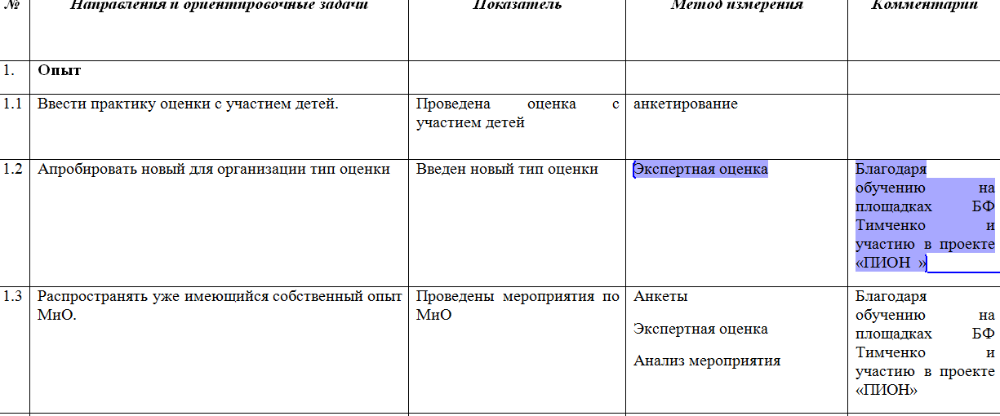 № Направления и ориентировочные задачи Показатель Метод измерения Комментарии
1. Опыт
1.1 Ввести практику оценки с участием детей. Проведена оценка с анкетирование
участием детей
1.2 Апробировать новый для организации тип оценки Введен новый тип оценки Экспертная оценка Благодаря
обучению на
площадках БФ
Тимченко и
участию в проекте
«ПИОН »
1.3 Распространять уже имеющийся собственный опыт Проведены мероприятия по Анкеты Благодаря
МиО. МиО обучению на
Экспертная оценка площадках БФ
Тимченко и
Анализ мероприятия участию в проекте
«ПИОН»